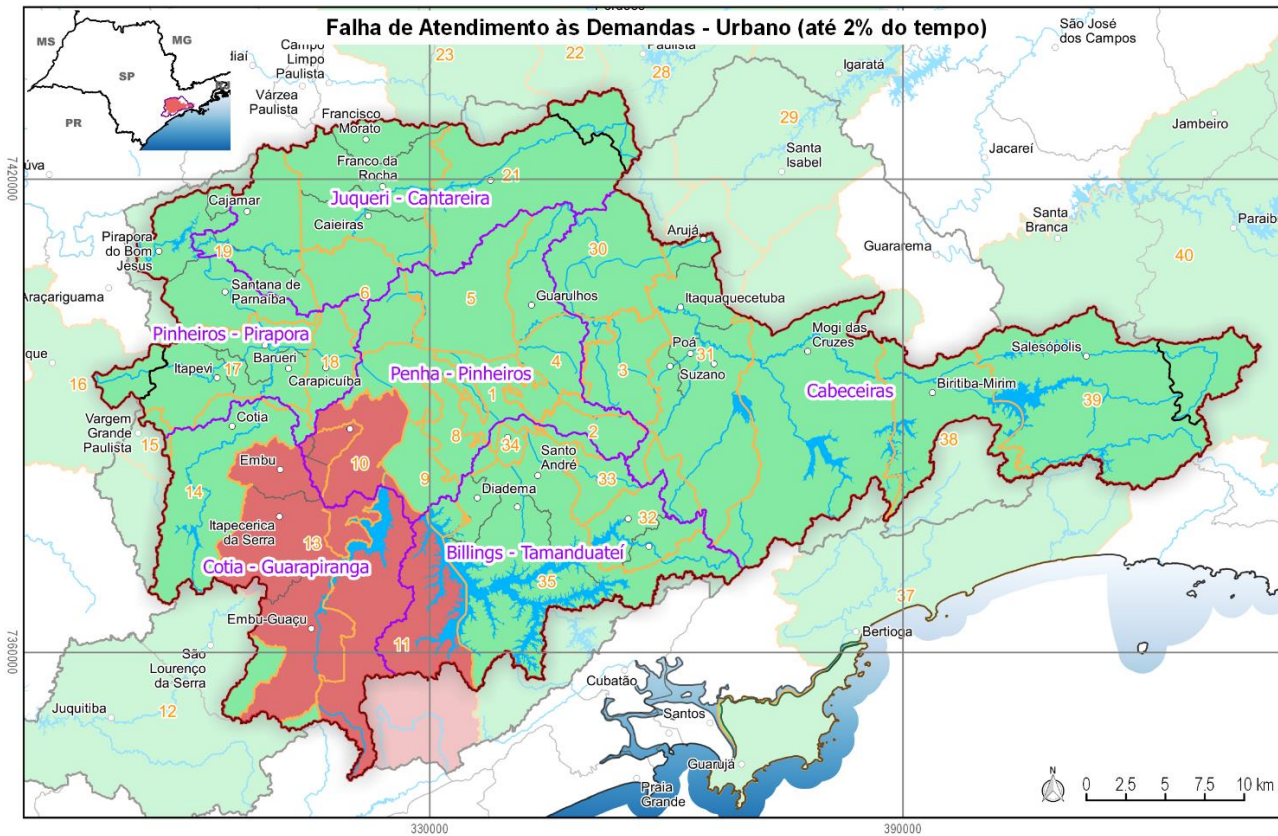 Falha de Atendimento às Demandas - Urbano (até 2% do tempo)
MS
MG
SP
PR
diaí
Campo
Limpo
Paulista
Várzea
Paulista
23
22
Paulista
28
São José
dos Campos
Igaratá
29
Francisco
Morato
Franco da
Rocha
21
Santa
Isabel
Jambeiro
Jacareí
7420000
Juqueri - Cantareira
Cajamar
Caieiras
Santa
Branca
Paraib
40
Pirapora
do Bom
Jesus
19
30
Arujá
Guararema
Araçariguama
Santana de
Parnaíba
6
5
Guarulhos
Itaquaquecetuba
Pinheiros - Pirapora
Barueri
18
4
3
Poá
31
Suzano
Mogi das
Cruzes
Salesópolis
que
16
Itapevi
17
Carapicuíba
Penha - Pinheiros
1
Cabeceiras
Biritiba-Mirim
39
Vargem
Grande
Paulista
15
Cotia
8
34
2
38
Embu
10
9
Santo
André
33
14
Diadema
32
Itapecerica
da Serra
13
Cotia - Guarapiranga
Billings - Tamanduateí
35
37
Embu-Guaçu
11
Bertioga
7360000
São
Lourenço
da Serra
Cubatão
Juquitiba
12
Santos
Guarujá
Praia
Grande
N
0 2.5 5 7.5 10 km
330000
390000